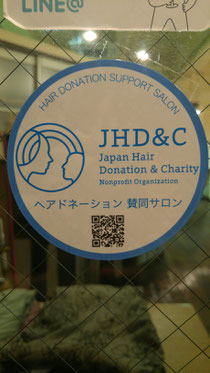 LINE@
HAIR DONATION SUPPORT SALON
JHD&C
Japan Hair
Donation & Charity
Nonprofit Organization
ヘアドネーション 賛同サロン